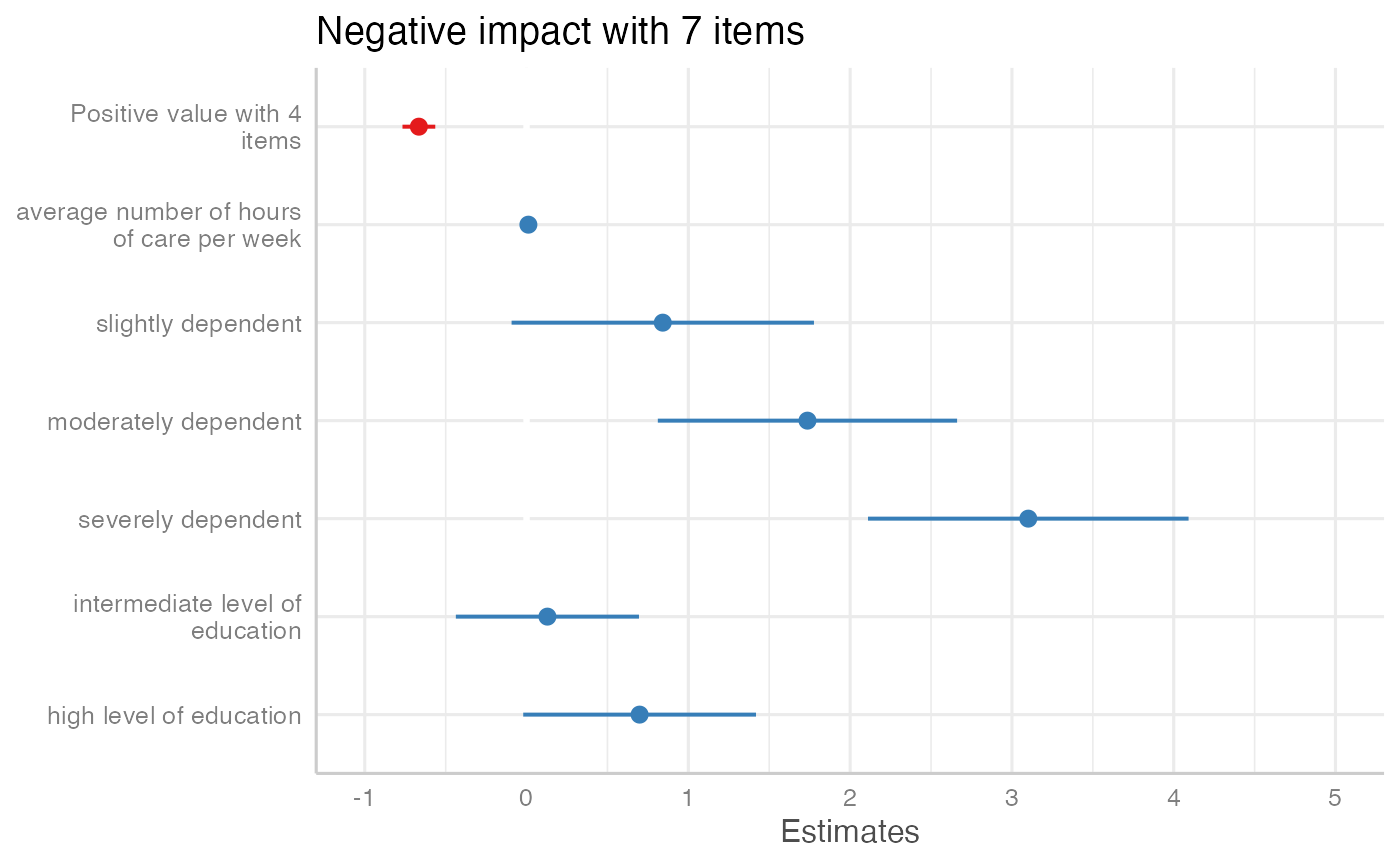 Negative impact with 7 items
Positive value with 4
items
average number of hours
of care per week
slightly dependent
moderately dependent
severely dependent
intermediate level of
education
high level of education
-1 0 1 2 3 4 5
Estimates